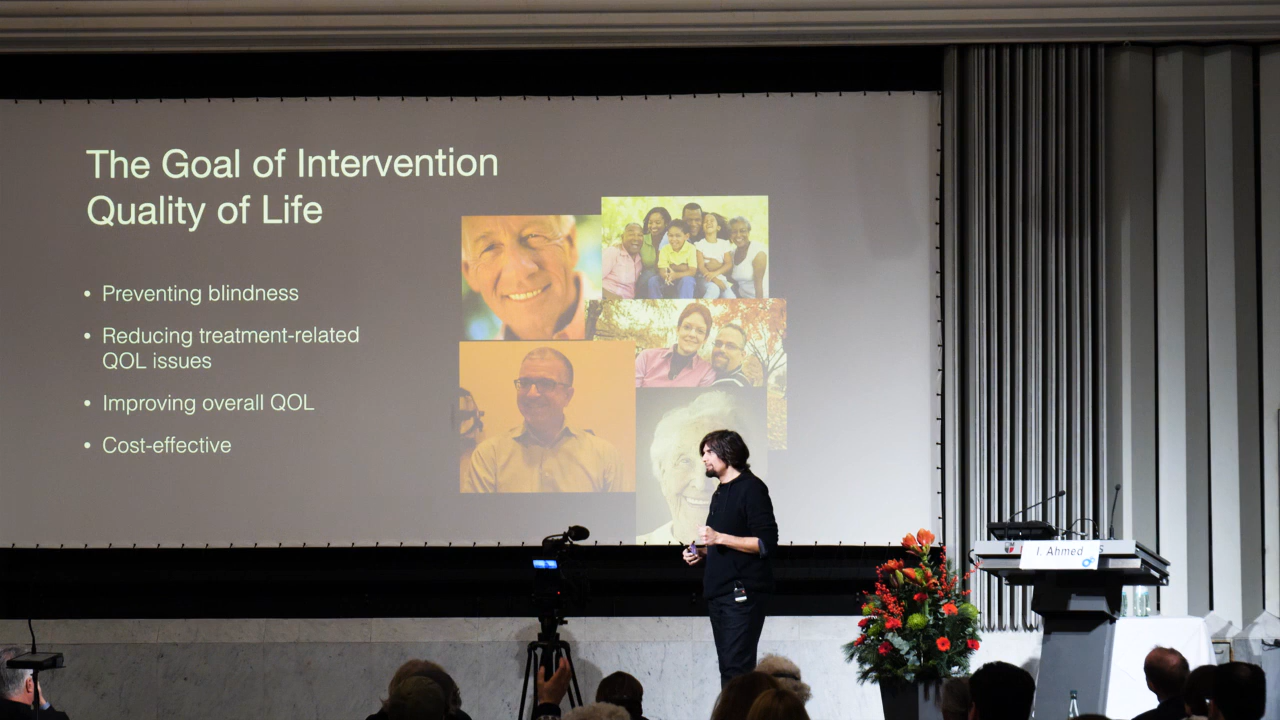 The Goal of Intervention
Quality of Life
• Preventing blindness
• Reducing treatment-related
QOL issues
• Improving overall QOL
• Cost-effective
I. Ahmed